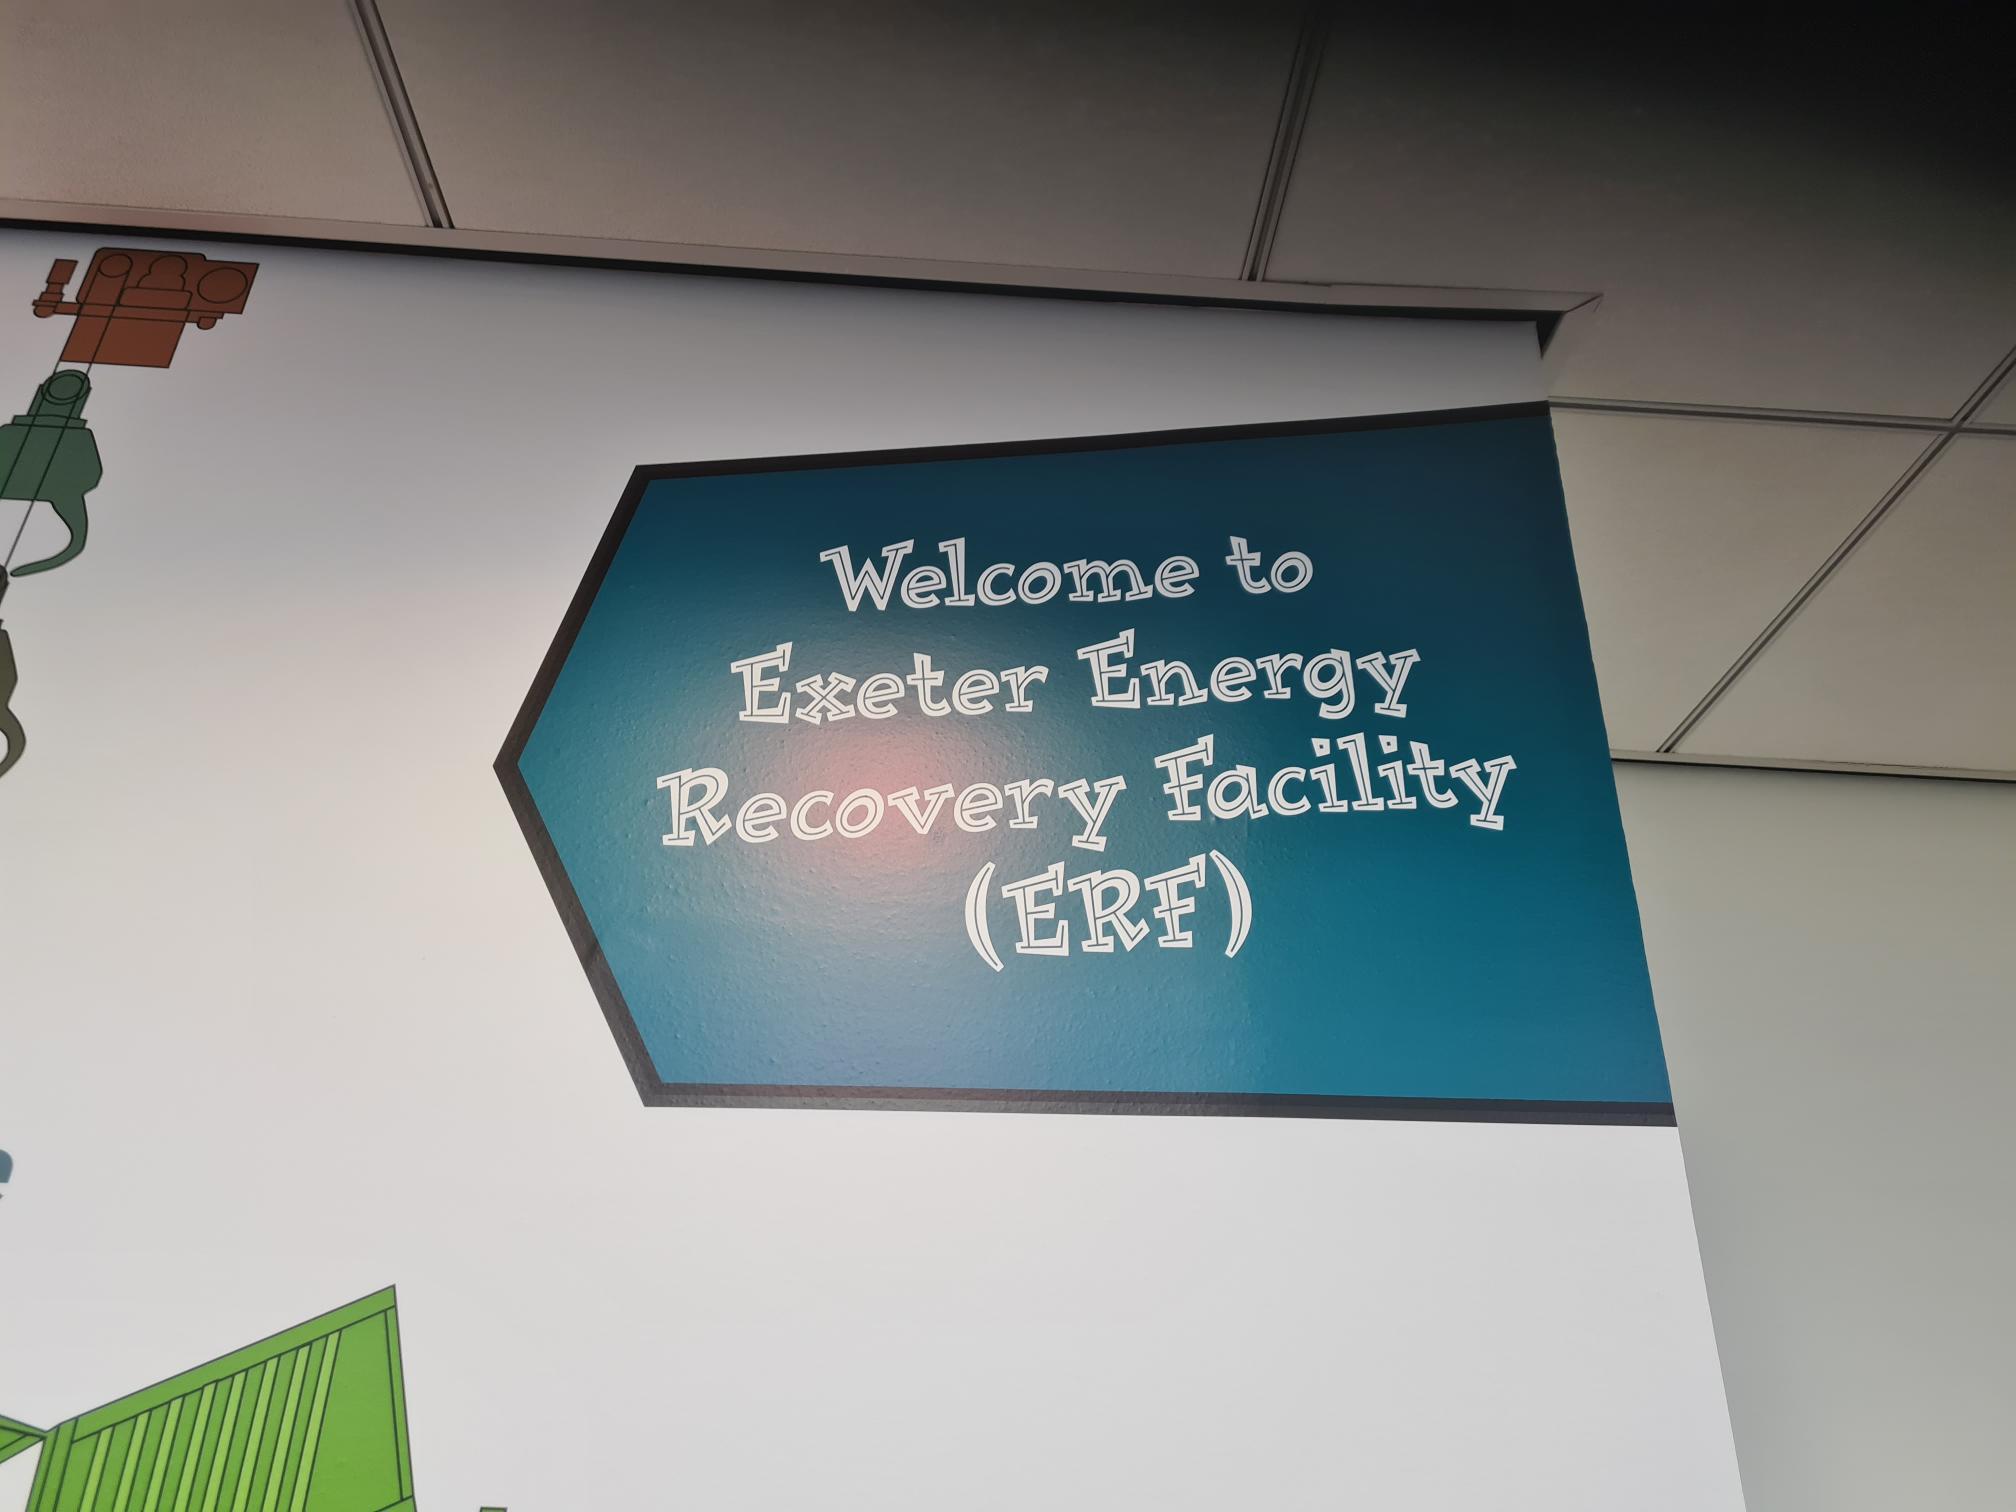 Welcome to
Exeter Energy
Recovery Facility
(ERF)